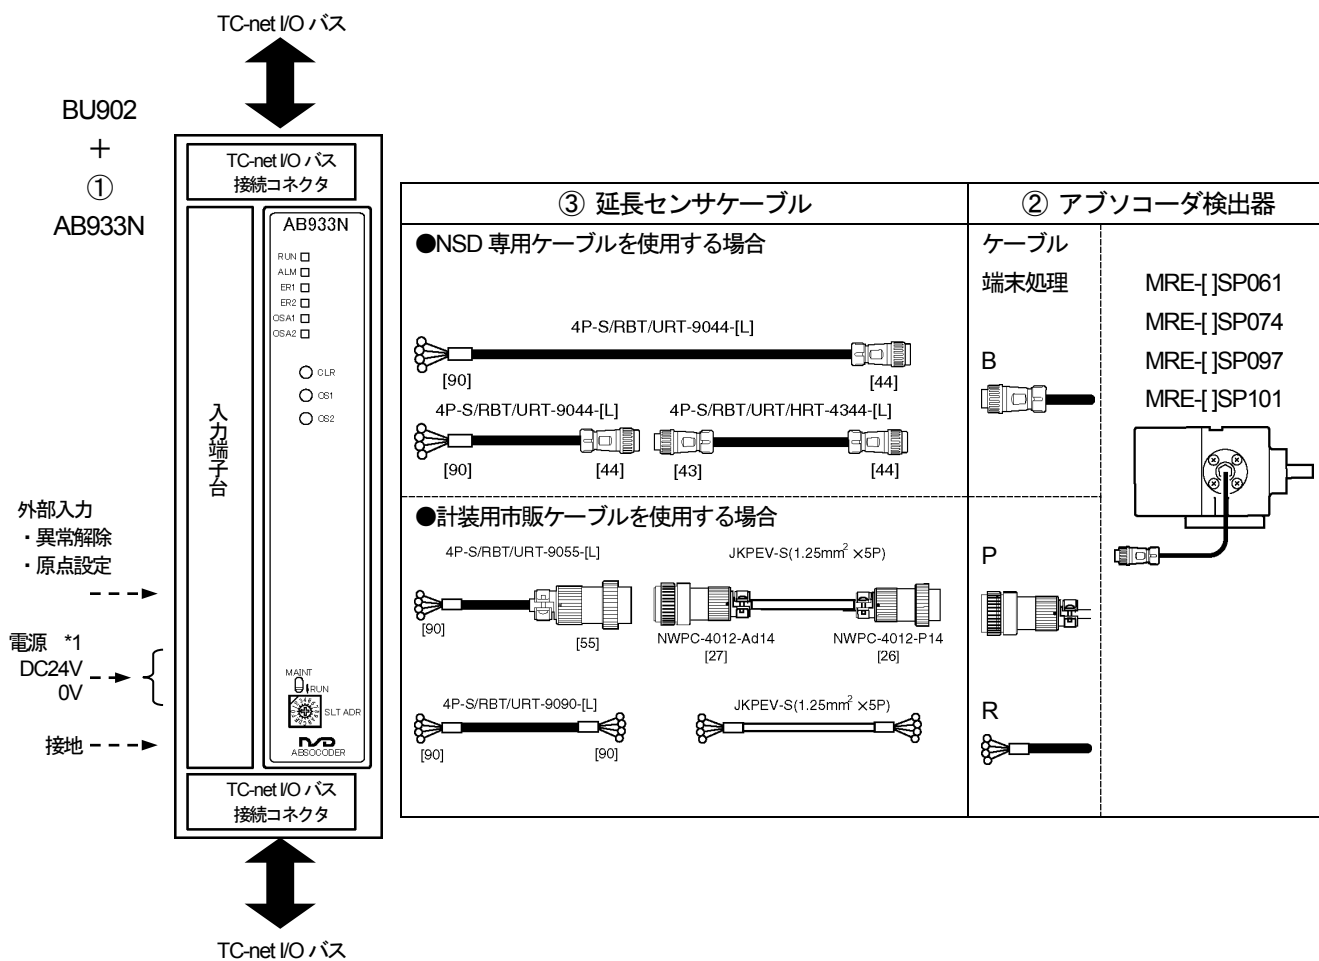 TC-net I/O バス
BU902
＋
①
AB933N
TC-net I/O バス
接続コネクタ
入力端子台
AB933N
RUN
ALM
ER1
ER2
OSA1
OSA2
CLR
OS1
OS2
外部入力
・異常解除
・原点設定
電源 *1
DC24V
0V
接地
MAINT
RUN
SLT ADR
NSD
ABSOCODER
TC-net I/O バス
接続コネクタ
TC-net I/O バス
③ 延長センサケーブル
●NSD 専用ケーブルを使用する場合
4P-S/RBT/URT-9044-[L]
[90] [44]
4P-S/RBT/URT-9044-[L] 4P-S/RBT/URT/HRT-4344-[L]
[90] [44] [43] [44]
●計装用市販ケーブルを使用する場合
4P-S/RBT/URT-9055-[L] JKPEV-S(1.25mm² ×5P)
[90] [55] NWPC-4012-Ad14 NWPC-4012-P14
[27] [26]
4P-S/RBT/URT-9090-[L] JKPEV-S(1.25mm² ×5P)
[90] [90]
② アブソコーダ検出器
ケーブル
端末処理
B
P
R
MRE-[ ]SP061
MRE-[ ]SP074
MRE-[ ]SP097
MRE-[ ]SP101